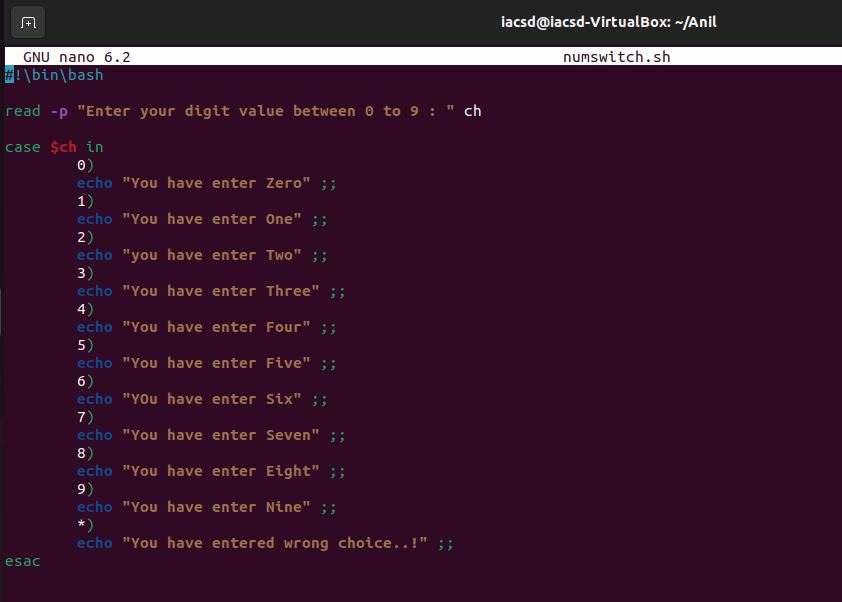 iacsd@iacsd-VirtualBox: ~/Anil
GNU nano 6.2 numswitch.sh
#!\bin\bash
read -p "Enter your digit value between 0 to 9 : " ch
case $ch in
0)
echo "You have enter Zero" ;;
1)
echo "You have enter One" ;;
2)
echo "you have enter Two" ;;
3)
echo "You have enter Three" ;;
4)
echo "You have enter Four" ;;
5)
echo "You have enter Five" ;;
6)
echo "YOu have enter Six" ;;
7)
echo "You have enter Seven" ;;
8)
echo "You have enter Eight" ;;
9)
echo "You have enter Nine" ;;
*)
echo "You have entered wrong choice..!" ;;
esac